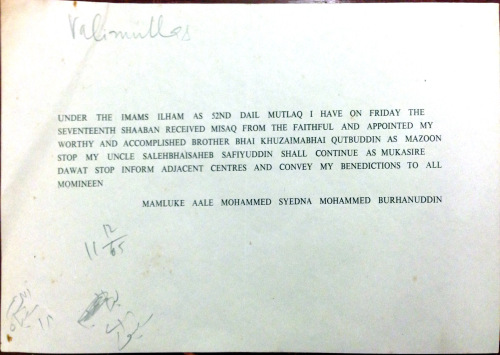 Valimullas
UNDER THE IMAMS ILHAM AS 52ND DAIL MUTLAQ I HAVE ON FRIDAY THE
SEVENTEENTH SHAABAN RECEIVED MISAQ FROM THE FAITHFUL AND APPOINTED MY
WORTHY AND ACCOMPLISHED BROTHER BHAI KHUZAIMABHAI QUTBUDDIN AS MAZOON
STOP MY UNCLE SALEHBHAISAHEB SAFIYUDDIN SHALL CONTINUE AS MUKASIRE
DAWAT STOP INFORM ADJACENT CENTRES AND CONVEY MY BENEDICTIONS TO ALL
MOMINEEN
MAMLUKE AALE MOHAMMED SYEDNA MOHAMMED BURHANUDDIN
11 12/65